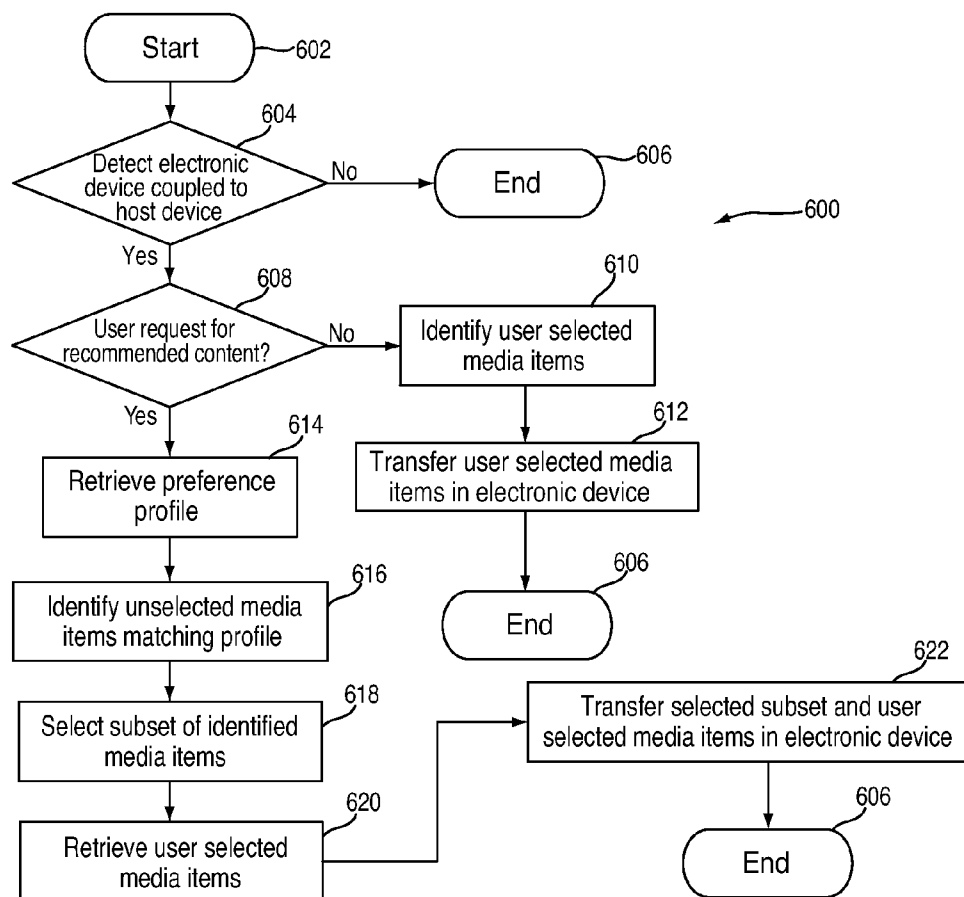 Start
602
604
Detect electronic
device coupled to
host device
No
End
606
600
Yes
608
User request for
recommended content?
No
610
Identify user selected
media items
Yes
612
Transfer user selected media
items in electronic device
614
Retrieve preference
profile
606
End
616
Identify unselected media
items matching profile
618
Select subset of identified
media items
622
Transfer selected subset and user
selected media items in electronic device
620
Retrieve user selected
media items
606
End